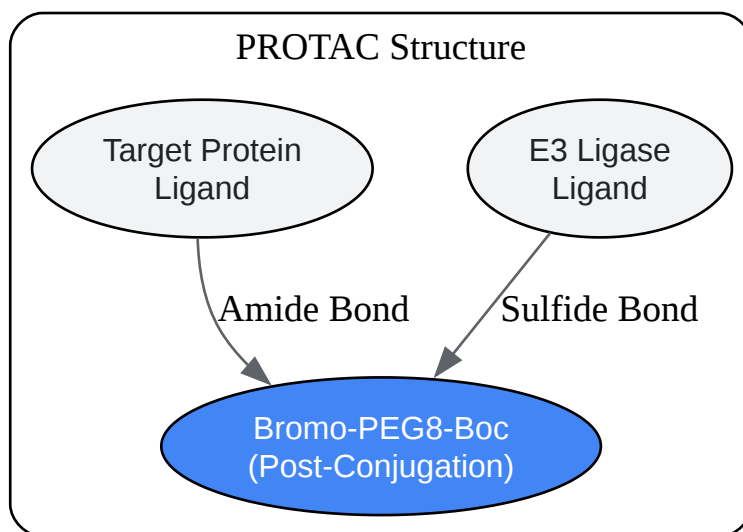 PROTAC Structure
Target Protein
Ligand
E3 Ligase
Ligand
Amide Bond
Sulfide Bond
Bromo-PEG8-Boc
(Post-Conjugation)